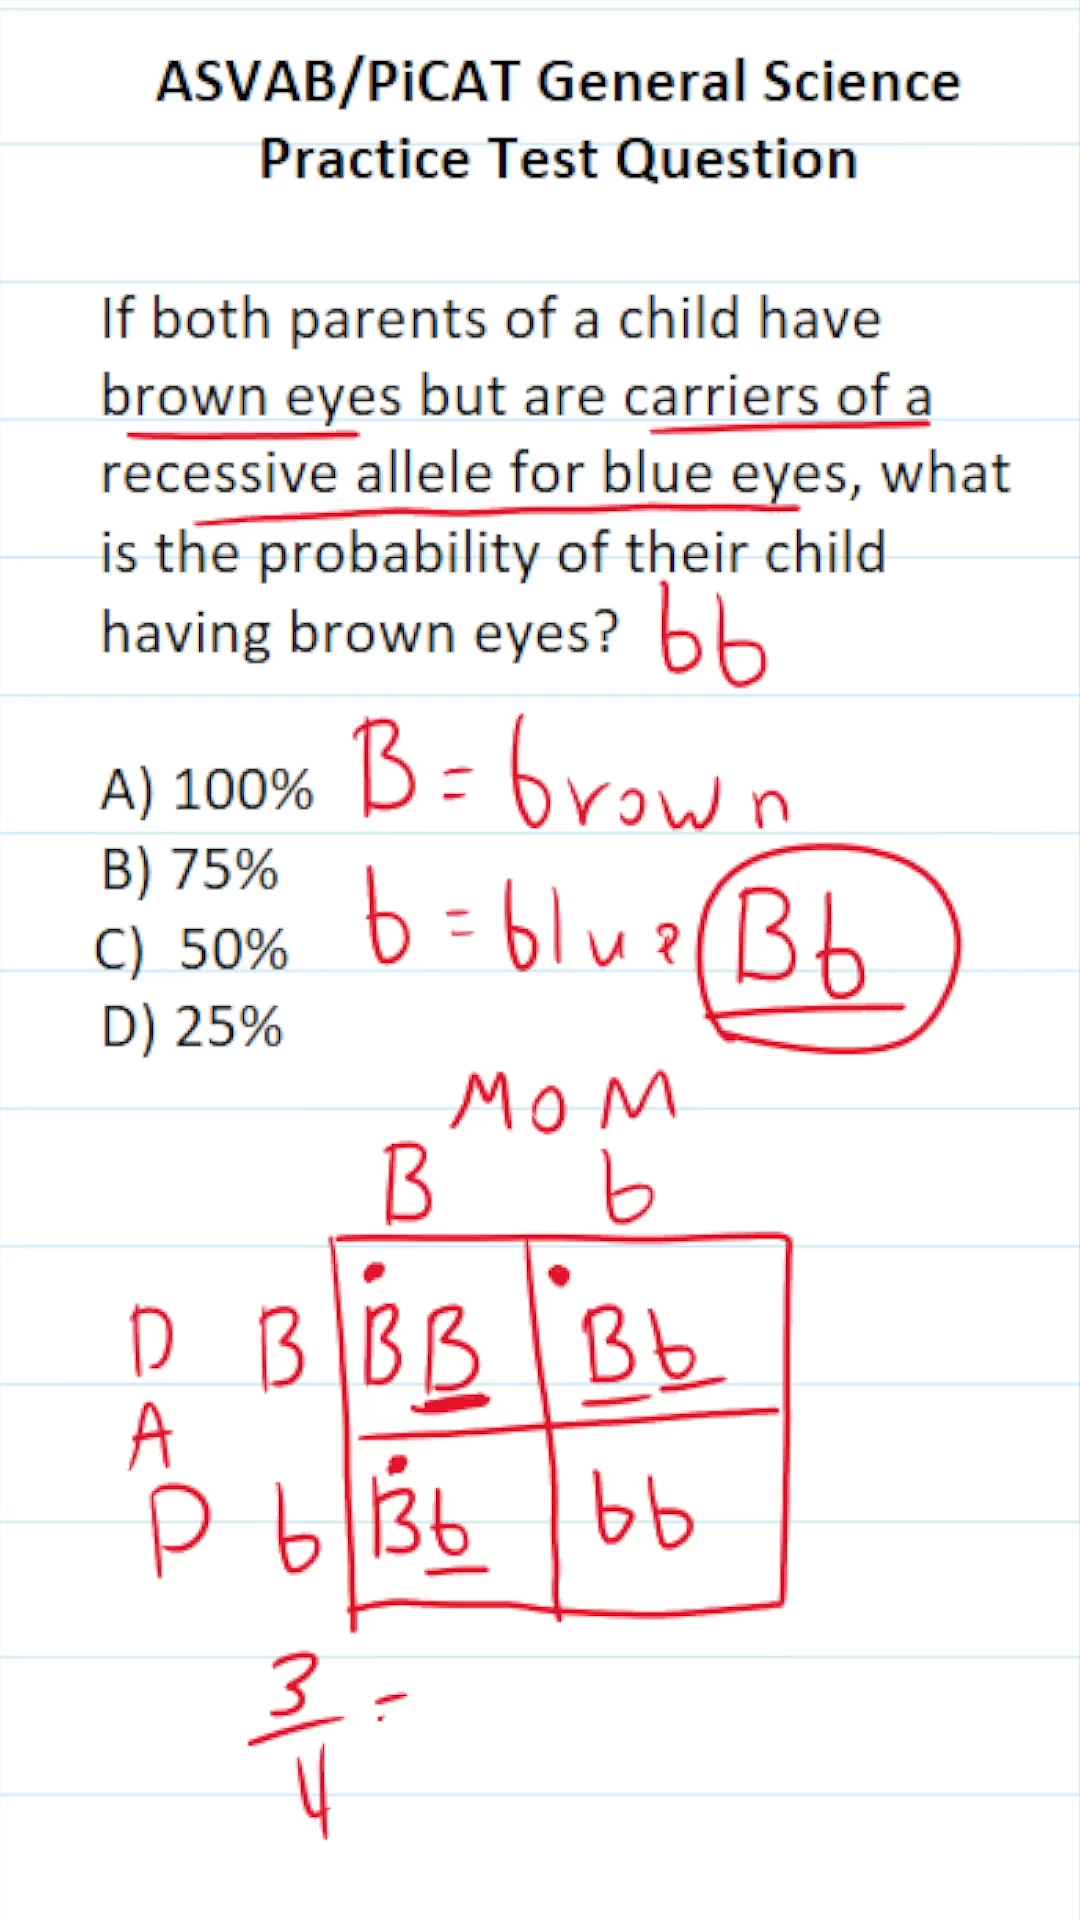 ASVAB/PiCAT General Science
Practice Test Question
If both parents of a child have
brown eyes but are carriers of a
recessive allele for blue eyes, what
is the probability of their child
having brown eyes? bb
A) 100% B = brown
B) 75%
C) 50% b = blue Bb
D) 25%
MOM
B b
D B BB Bb
A
D b Bb bb
3/4 =